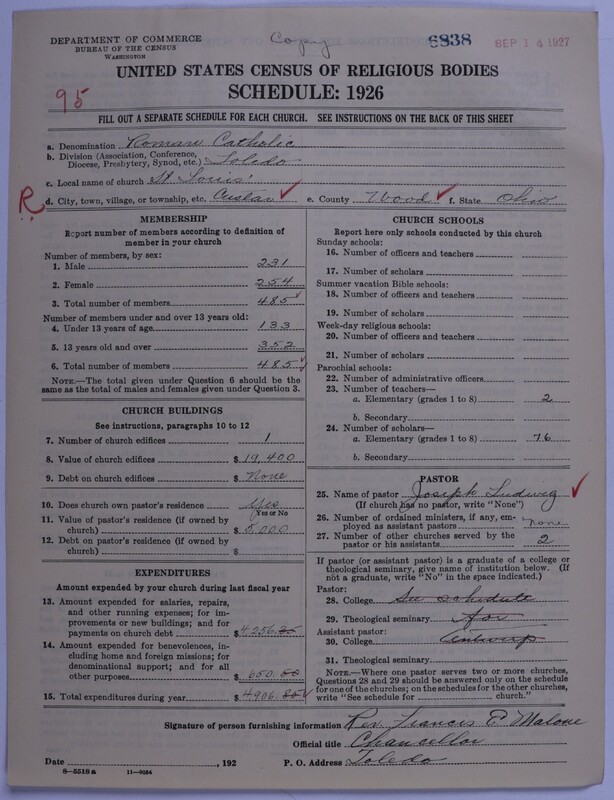 DEPARTMENT OF COMMERCE
BUREAU OF THE CENSUS
WASHINGTON
Copy
6838
SEP 14 1927
UNITED STATES CENSUS OF RELIGIOUS BODIES
SCHEDULE: 1926
95
FILL OUT A SEPARATE SCHEDULE FOR EACH CHURCH. SEE INSTRUCTIONS ON THE BACK OF THIS SHEET
a. Denomination Roman Catholic
b. Division (Association, Conference, Diocese, Presbytery, Synod, etc.) Toledo
c. Local name of church St Louis'
R
d. City, town, village, or township, etc. Custar e. County Wood f. State Ohio
MEMBERSHIP
Report number of members according to definition of
member in your church
Number of members, by sex:
1. Male 231
2. Female 254
3. Total number of members 485
Number of members under and over 13 years old:
4. Under 13 years of age 133
5. 13 years old and over 352
6. Total number of members 485
NOTE.—The total given under Question 6 should be
the same as the total of males and females given under Question 3.
CHURCH BUILDINGS
See instructions, paragraphs 10 to 12
7. Number of church edifices 1
8. Value of church edifices $ 19,400
9. Debt on church edifices $ None
10. Does church own pastor's residence Yes
Yes or No
11. Value of pastor's residence (if owned by
church) $ 5,000
12. Debt on pastor's residence (if owned by
church) $
EXPENDITURES
Amount expended by your church during last fiscal year
13. Amount expended for salaries, repairs,
and other running expenses; for im-
provements or new buildings; and for
payments on church debt $ 4256.
14. Amount expended for benevolences,
including home and foreign missions; for
denominational support; and for all
other purposes $ 650.
15. Total expenditures during year $ 4906.
CHURCH SCHOOLS
Report here only schools conducted by this church
Sunday schools:
16. Number of officers and teachers
17. Number of scholars
Summer vacation Bible schools:
18. Number of officers and teachers
19. Number of scholars
Week-day religious schools:
20. Number of officers and teachers
21. Number of scholars
Parochial schools:
22. Number of administrative officers
23. Number of teachers—
a. Elementary (grades 1 to 8) 2
b. Secondary
24. Number of scholars—
a. Elementary (grades 1 to 8) 76
b. Secondary
PASTOR
25. Name of pastor Joseph Ludwig
(If church has no pastor, write "None")
26. Number of ordained ministers, if any, em-
ployed as assistant pastors none
27. Number of other churches served by the
pastor or his assistants 2
If pastor (or assistant pastor) is a graduate of a college or
theological seminary, give name of institution below. (If
not a graduate, write "No" in the space indicated.)
Pastor:
28. College See schedule
29. Theological seminary for
Assistant pastor:
30. College
31. Theological seminary
NOTE.—Where one pastor serves two or more churches,
Questions 28 and 29 should be answered only on the schedule
for one of the churches; on the schedules for the other churches,
write "See schedule for church."
Signature of person furnishing information Rev. Francis P Malone
Official title Chancellor
Date , 192 P. O. Address Toledo
8—5518a 11—9054